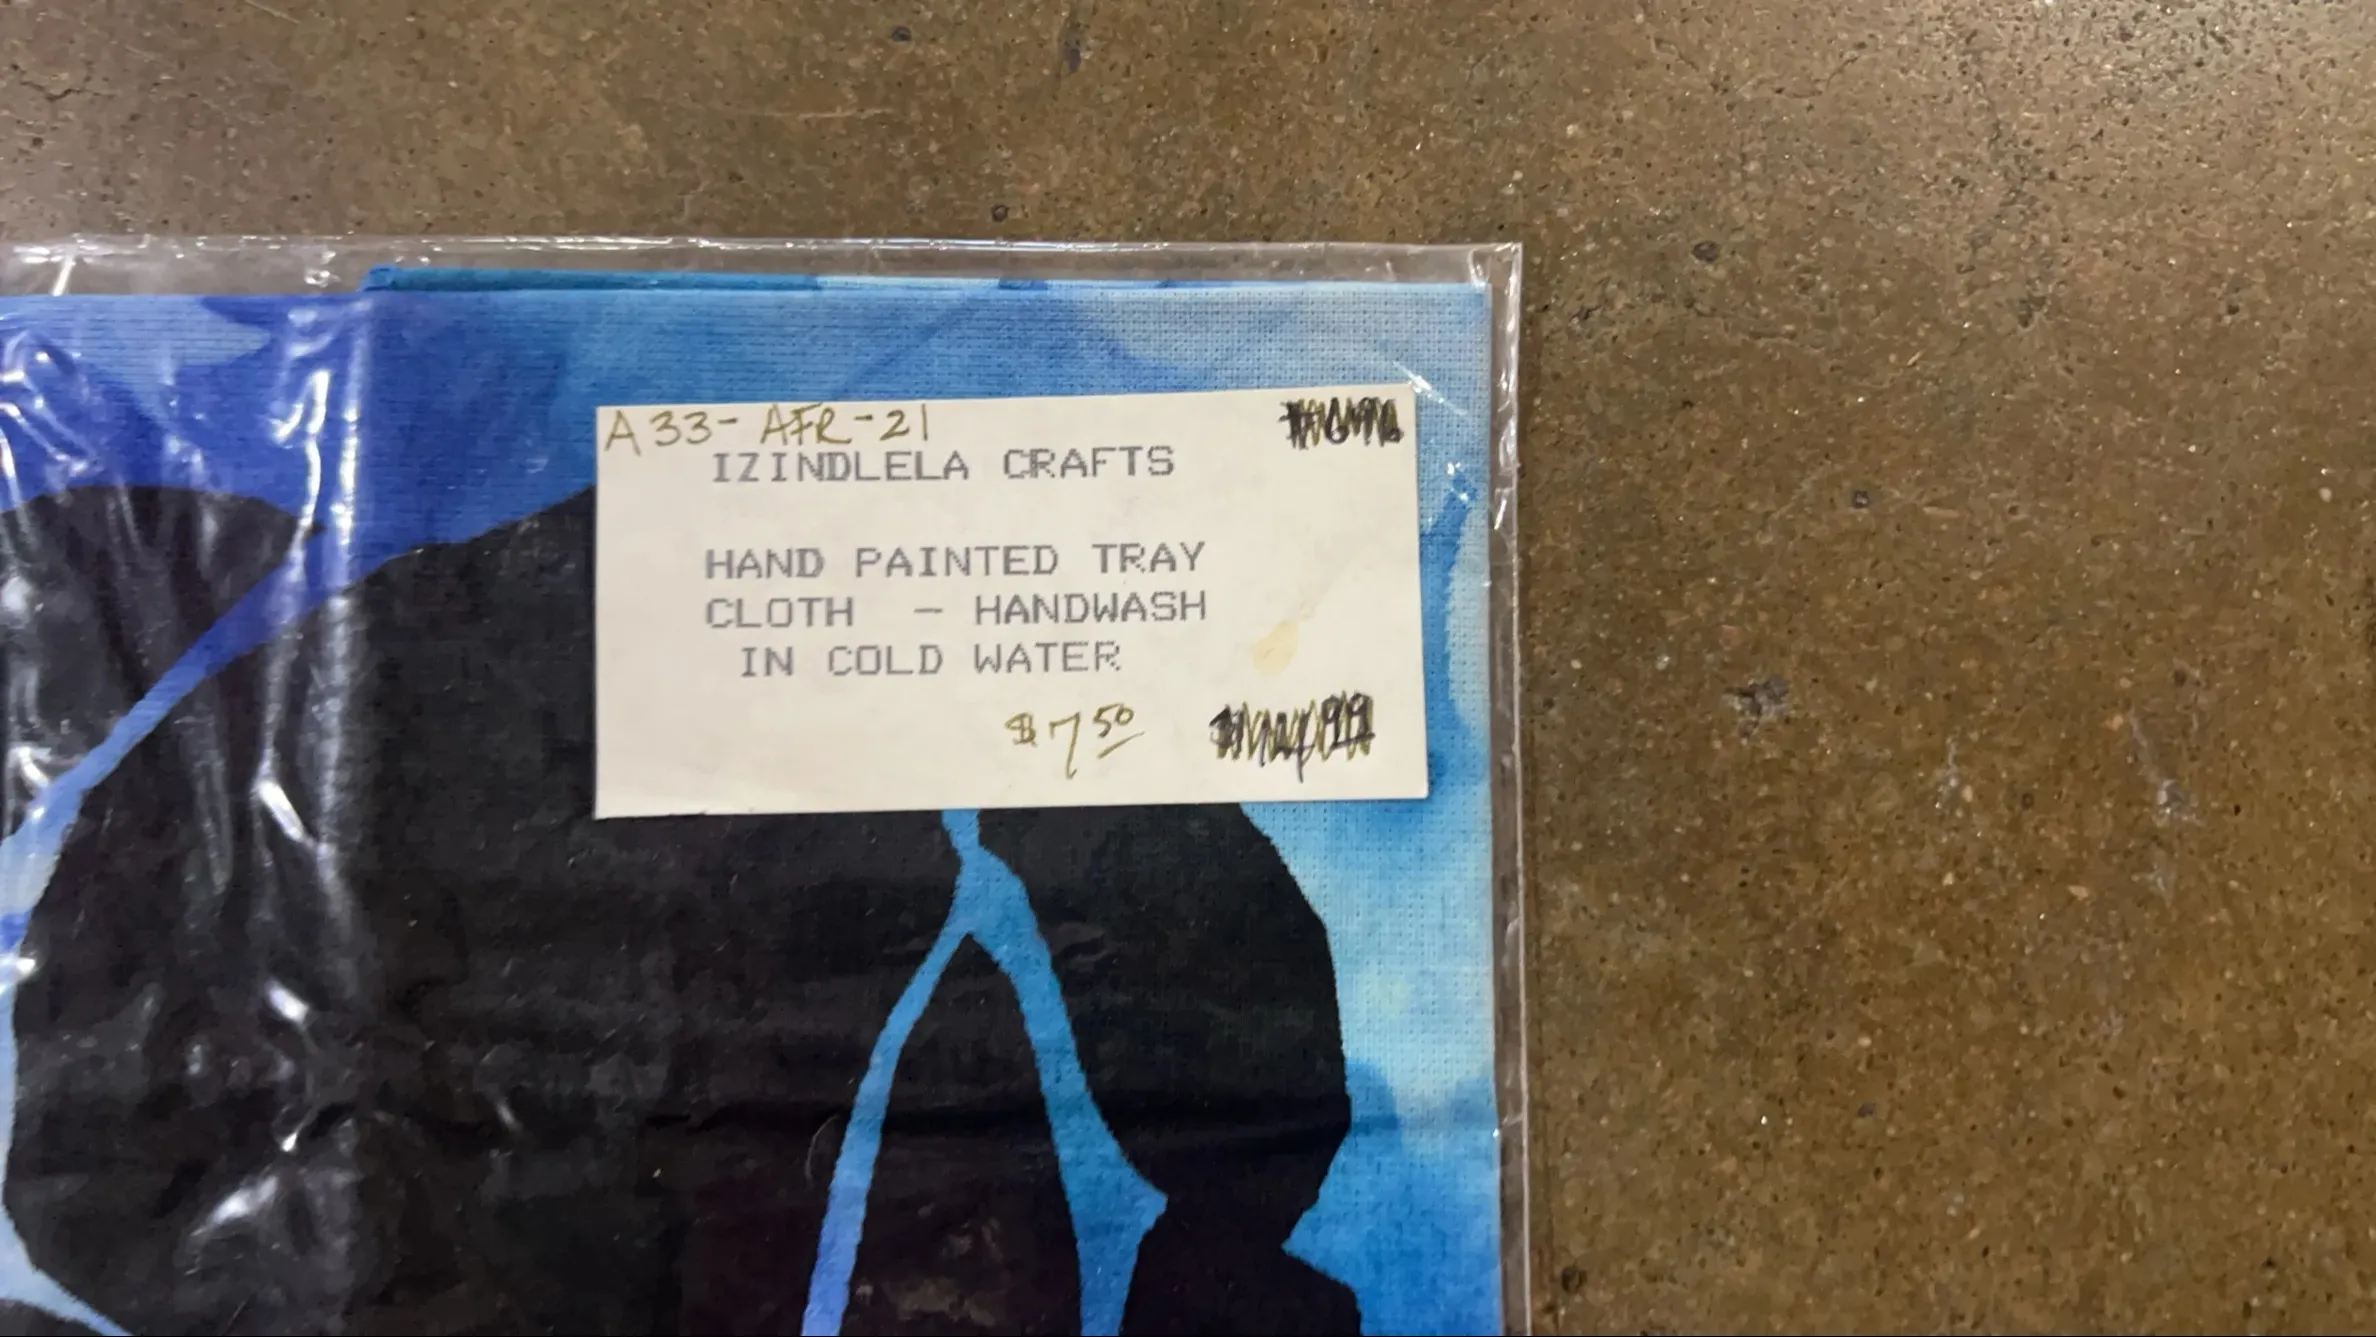 A33-AFR-21
IZINDLELA CRAFTS
HAND PAINTED TRAY
CLOTH - HANDWASH
IN COLD WATER
$7 50